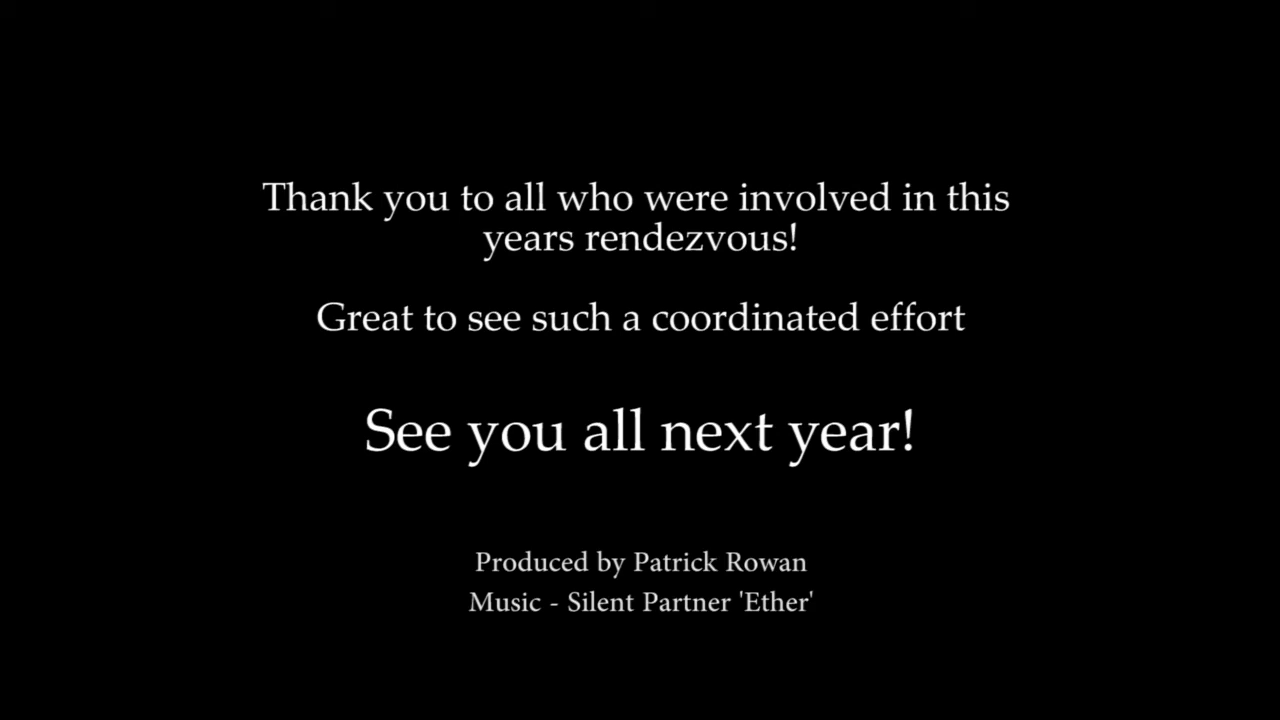 Thank you to all who were involved in this
years rendezvous!
Great to see such a coordinated effort
See you all next year!
Produced by Patrick Rowan
Music - Silent Partner 'Ether'